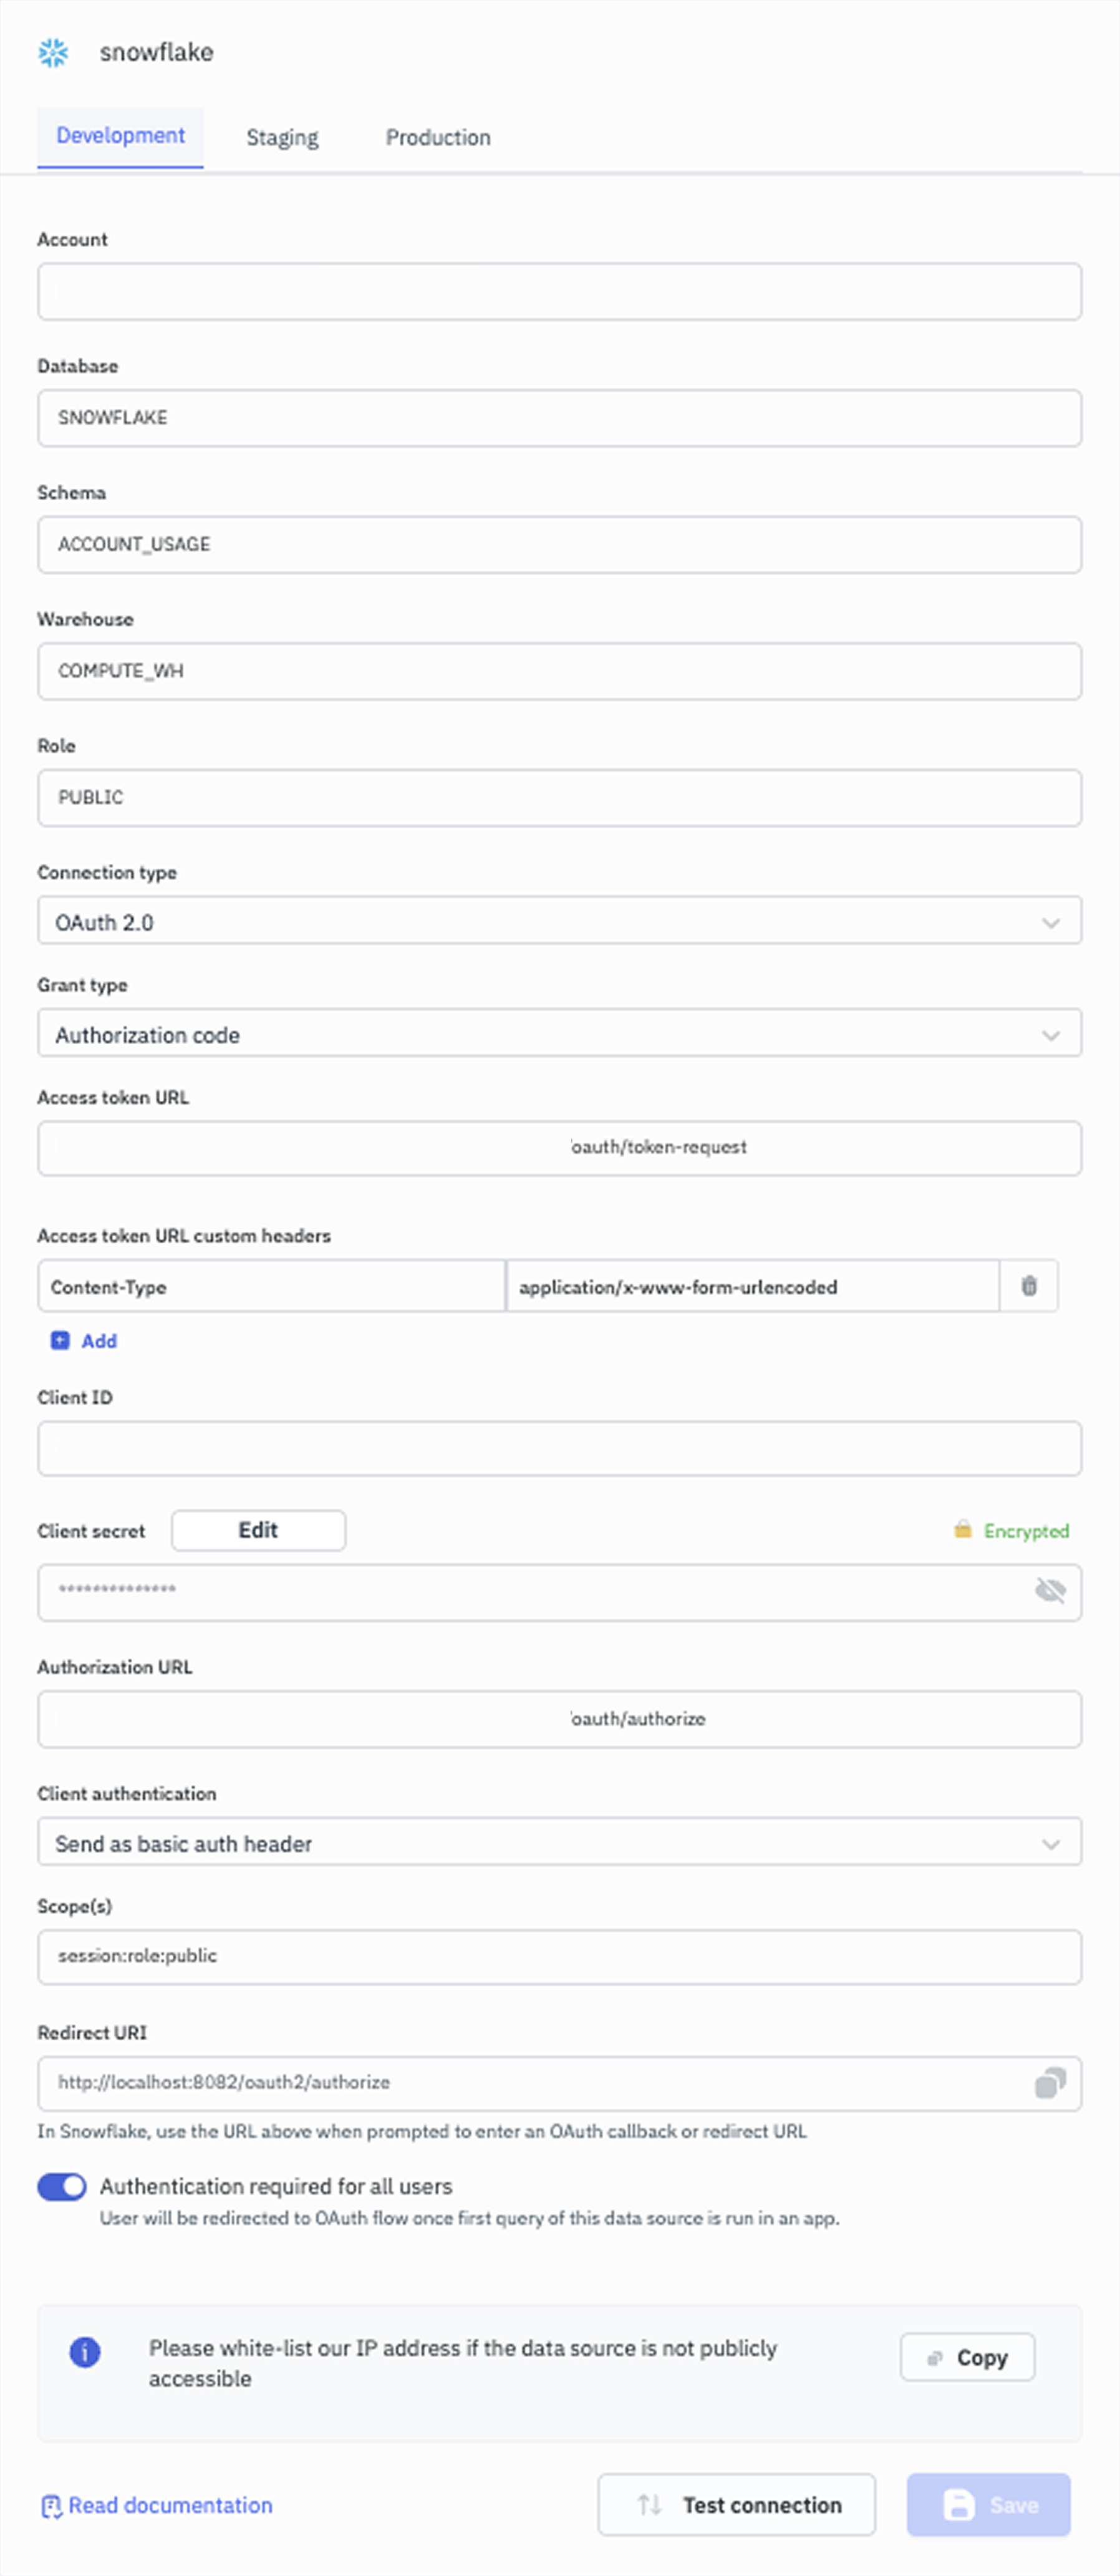 snowflake
Development Staging Production
Account
Database
SNOWFLAKE
Schema
ACCOUNT_USAGE
Warehouse
COMPUTE_WH
Role
PUBLIC
Connection type
OAuth 2.0
Grant type
Authorization code
Access token URL
oauth/token-request
Access token URL custom headers
Content-Type application/x-www-form-urlencoded
Add
Client ID
Client secret Edit Encrypted
**************
Authorization URL
oauth/authorize
Client authentication
Send as basic auth header
Scope(s)
session:role:public
Redirect URI
http://localhost:8082/oauth2/authorize
In Snowflake, use the URL above when prompted to enter an OAuth callback or redirect URL
Authentication required for all users
User will be redirected to OAuth flow once first query of this data source is run in an app.
Please white-list our IP address if the data source is not publicly
accessible
Copy
Read documentation Test connection Save